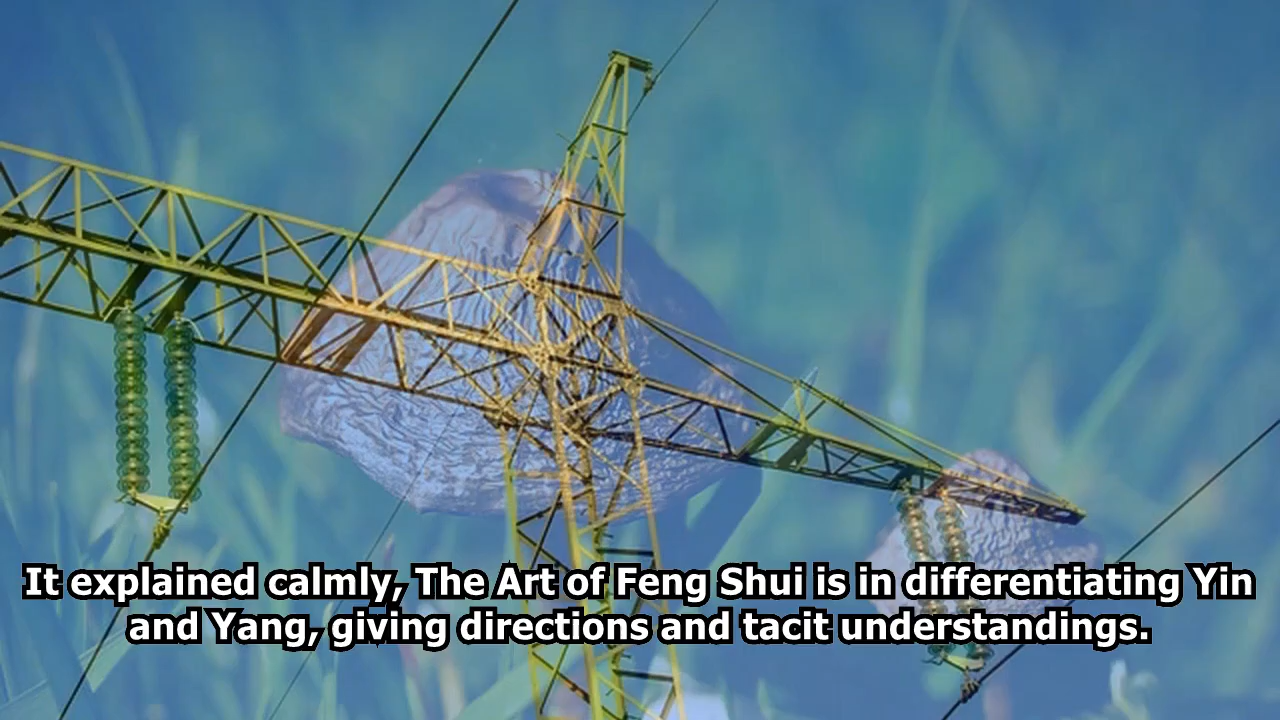 It explained calmly, The Art of Feng Shui is in differentiating Yin
and Yang, giving directions and tacit understandings.